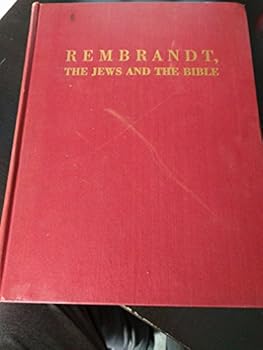 REMBRANDT,
THE JEWS AND THE BIBLE